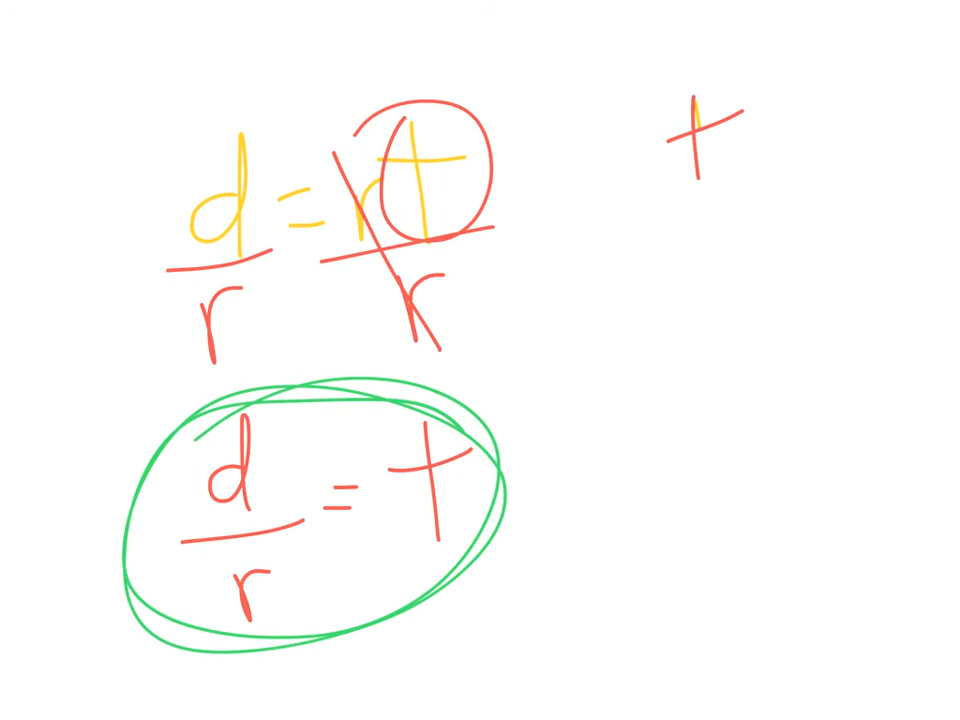 d = rt t
r r
d = t
r